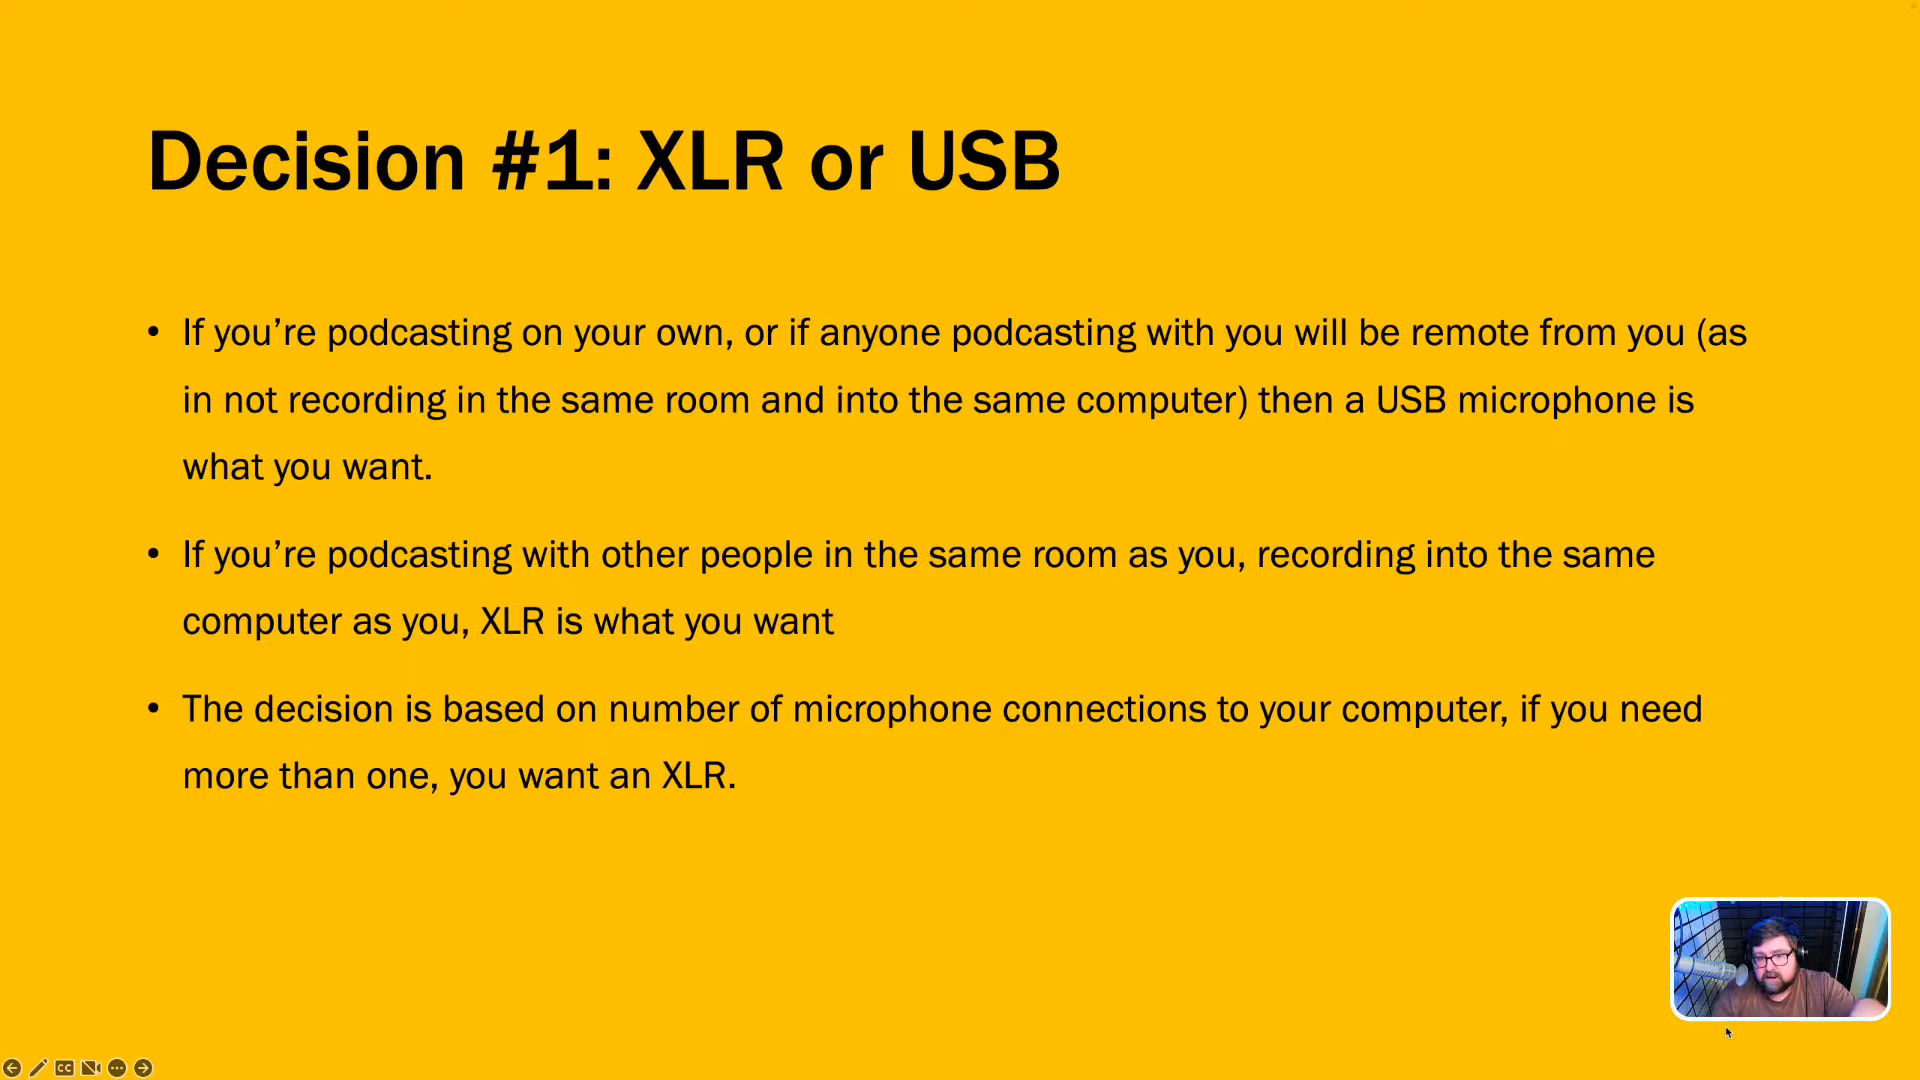 Decision #1: XLR or USB
• If you’re podcasting on your own, or if anyone podcasting with you will be remote from you (as
in not recording in the same room and into the same computer) then a USB microphone is
what you want.
• If you’re podcasting with other people in the same room as you, recording into the same
computer as you, XLR is what you want
• The decision is based on number of microphone connections to your computer, if you need
more than one, you want an XLR.
CC